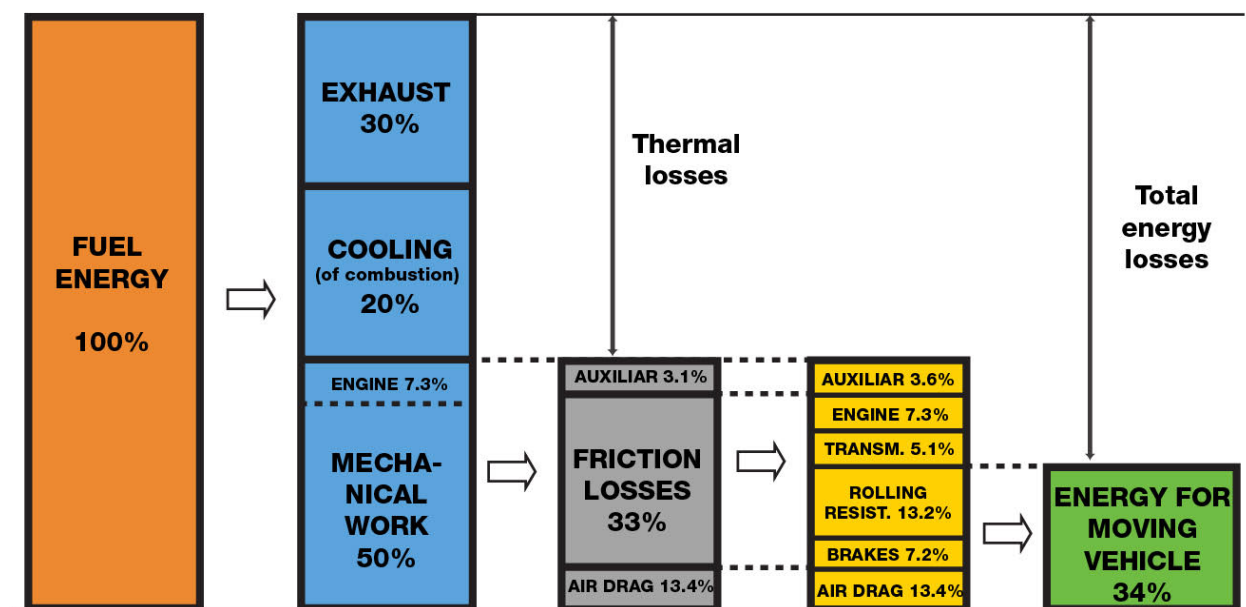 FUEL
ENERGY
100%
EXHAUST
30%
COOLING
(of combustion)
20%
ENGINE 7.3%
MECHA-
NICAL
WORK
50%
Thermal
losses
AUXILIAR 3.1%
FRICTION
LOSSES
33%
AIR DRAG 13.4%
AUXILIAR 3.6%
ENGINE 7.3%
TRANSM. 5.1%
ROLLING
RESIST. 13.2%
BRAKES 7.2%
AIR DRAG 13.4%
Total
energy
losses
ENERGY FOR
MOVING
VEHICLE
34%